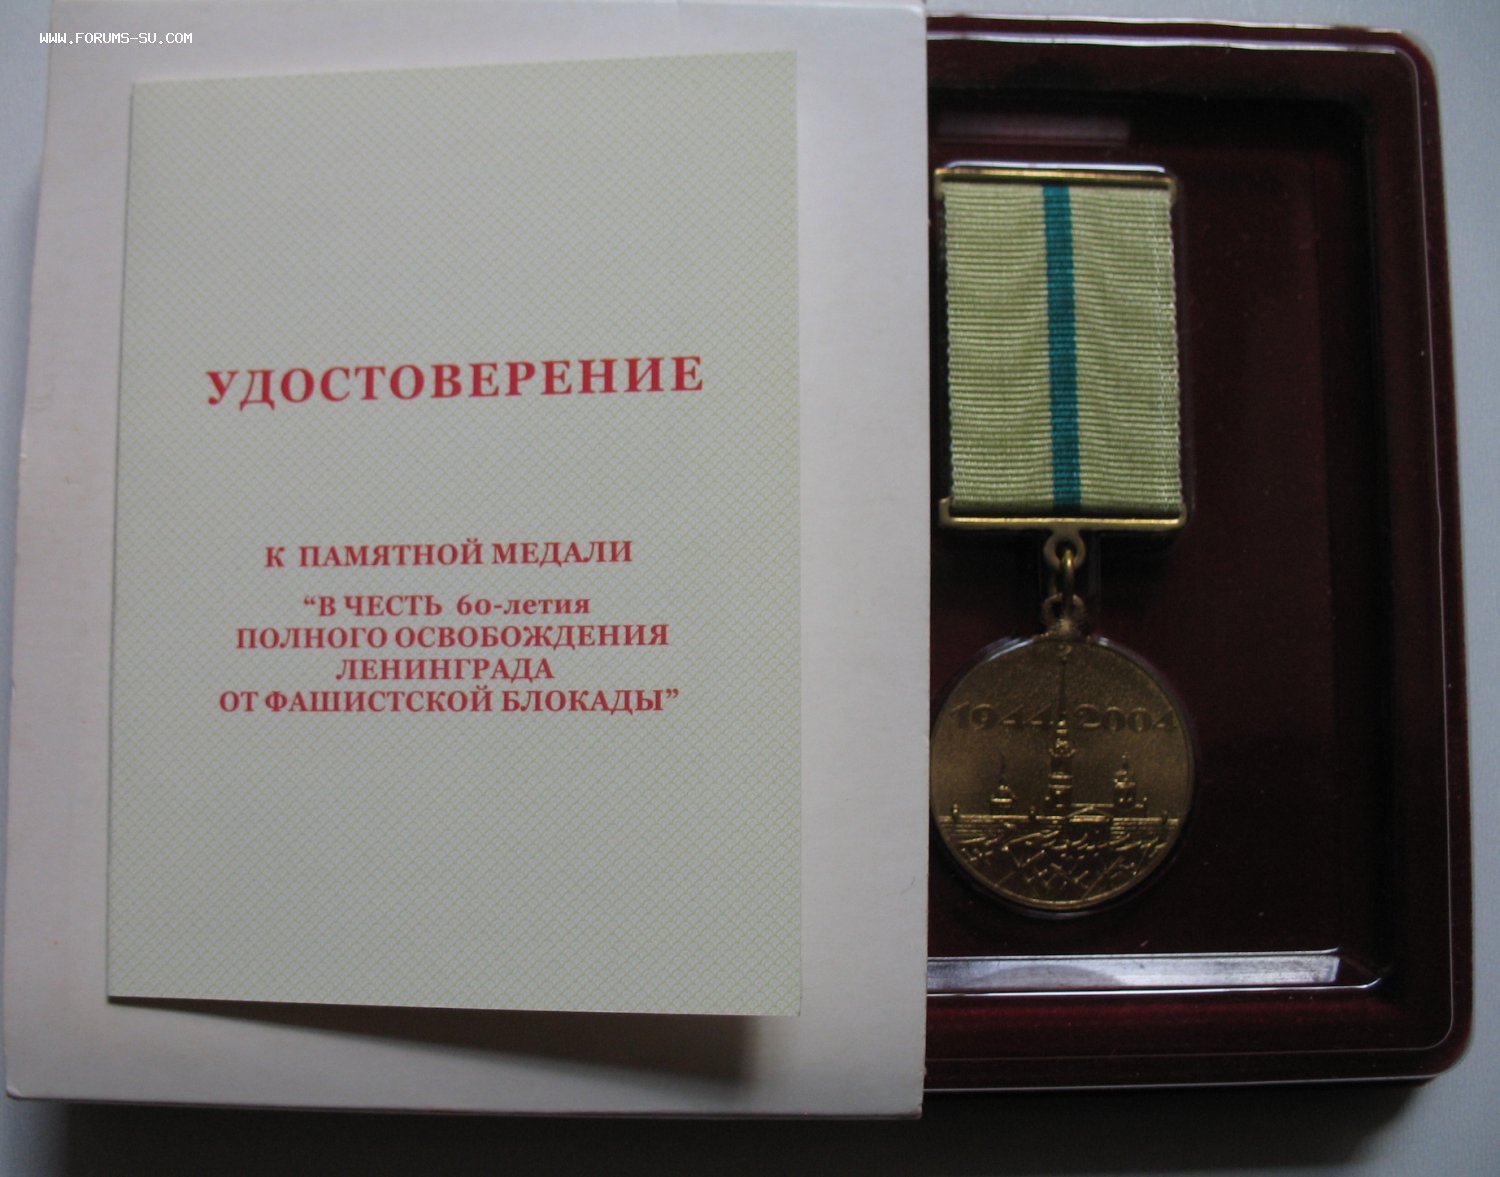 WWW.FORUMS-SU.COM
УДОСТОВЕРЕНИЕ
К ПАМЯТНОЙ МЕДАЛИ
“В ЧЕСТЬ 60-летия
ПОЛНОГО ОСВОБОЖДЕНИЯ
ЛЕНИНГРАДА
ОТ ФАШИСТСКОЙ БЛОКАДЫ”
1944 2004